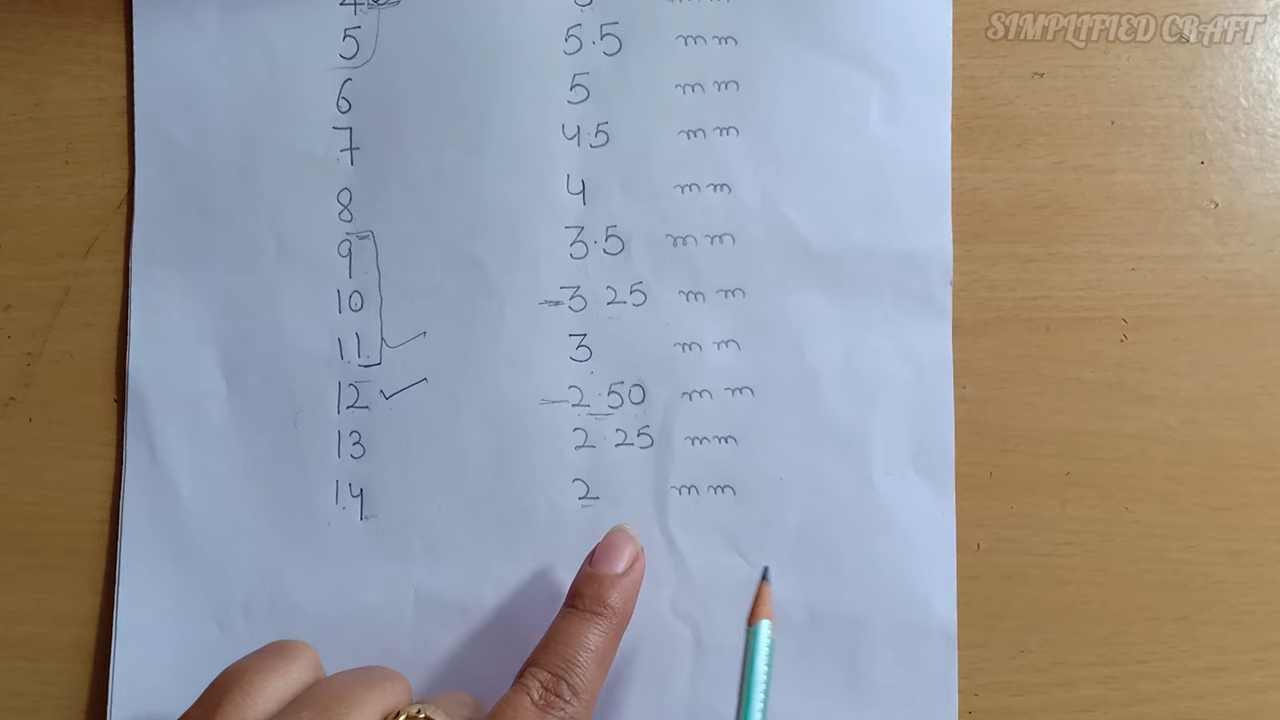 SIMPLIFIED CRAFT
5 5.5 mm
6 5 mm
7 4.5 mm
8 4 mm
9 3.5 mm
10 3.25 mm
11 3 mm
12 2.50 mm
13 2.25 mm
14 2 mm